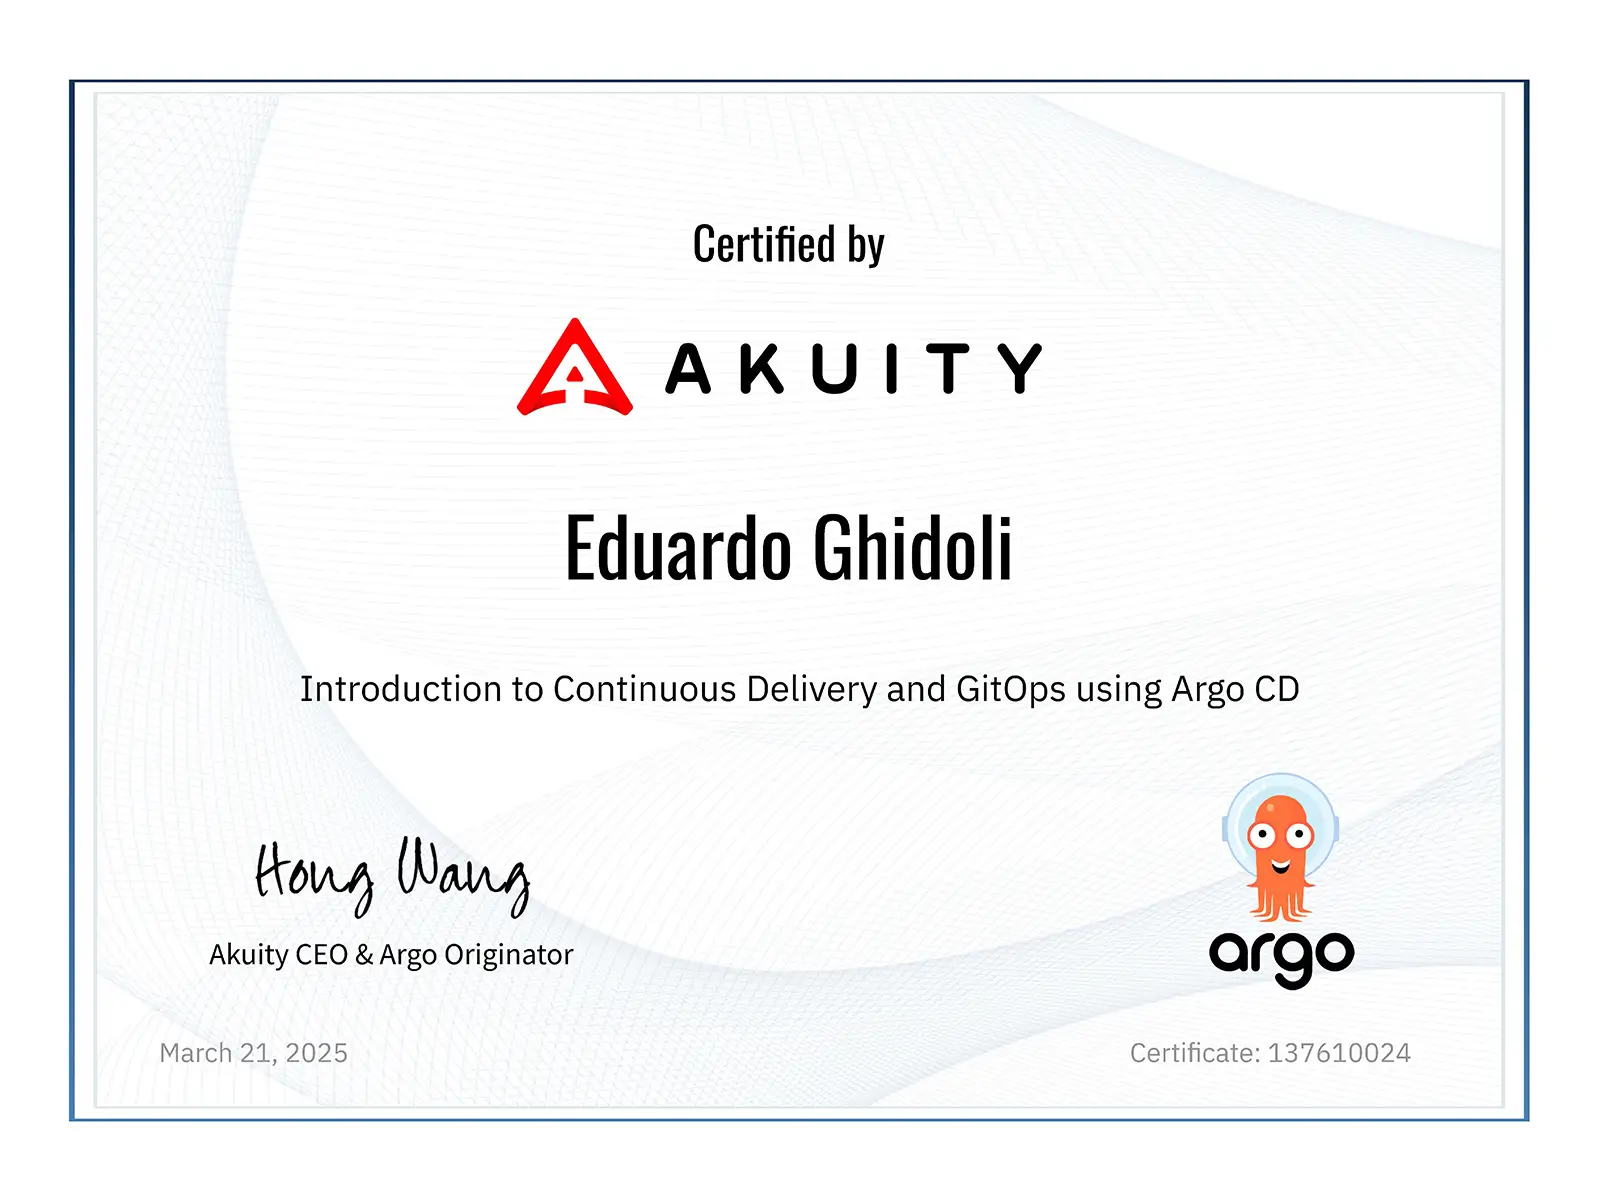 Certified by
AKUITY
Eduardo Ghidoli
Introduction to Continuous Delivery and GitOps using Argo CD
Hong Wang
Akuity CEO & Argo Originator
argo
March 21, 2025
Certificate: 137610024